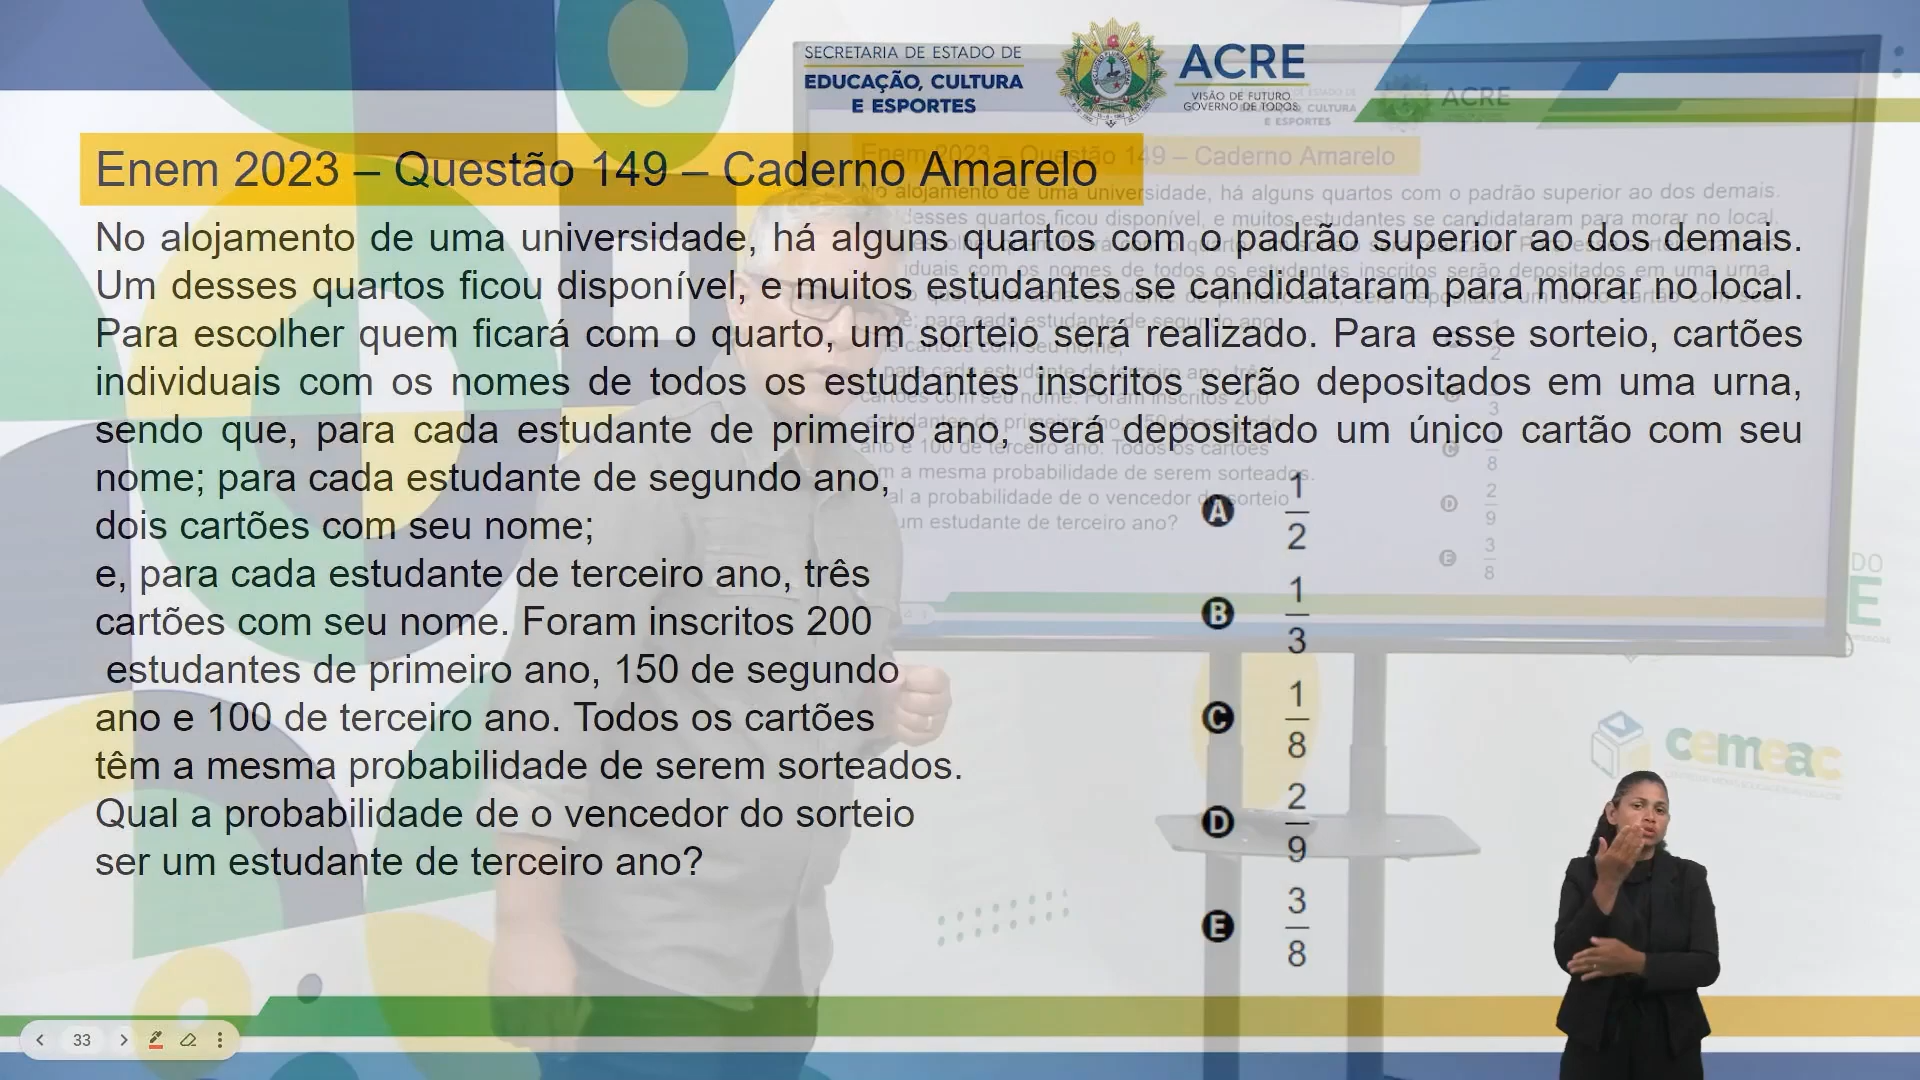 SECRETARIA DE ESTADO DE
EDUCAÇÃO, CULTURA
E ESPORTES
ACRE
VISÃO DE FUTURO.
GOVERNO DE TODOS.
Enem 2023 – Questão 149 – Caderno Amarelo
No alojamento de uma universidade, há alguns quartos com o padrão superior ao dos demais.
Um desses quartos ficou disponível, e muitos estudantes se candidataram para morar no local.
Para escolher quem ficará com o quarto, um sorteio será realizado. Para esse sorteio, cartões
individuais com os nomes de todos os estudantes inscritos serão depositados em uma urna,
sendo que, para cada estudante de primeiro ano, será depositado um único cartão com seu
nome; para cada estudante de segundo ano,
dois cartões com seu nome;
e, para cada estudante de terceiro ano, três
cartões com seu nome. Foram inscritos 200
estudantes de primeiro ano, 150 de segundo
ano e 100 de terceiro ano. Todos os cartões
têm a mesma probabilidade de serem sorteados.
Qual a probabilidade de o vencedor do sorteio
ser um estudante de terceiro ano?
A 1/2
B 1/3
C 1/8
D 2/9
E 3/8
cemeac
33